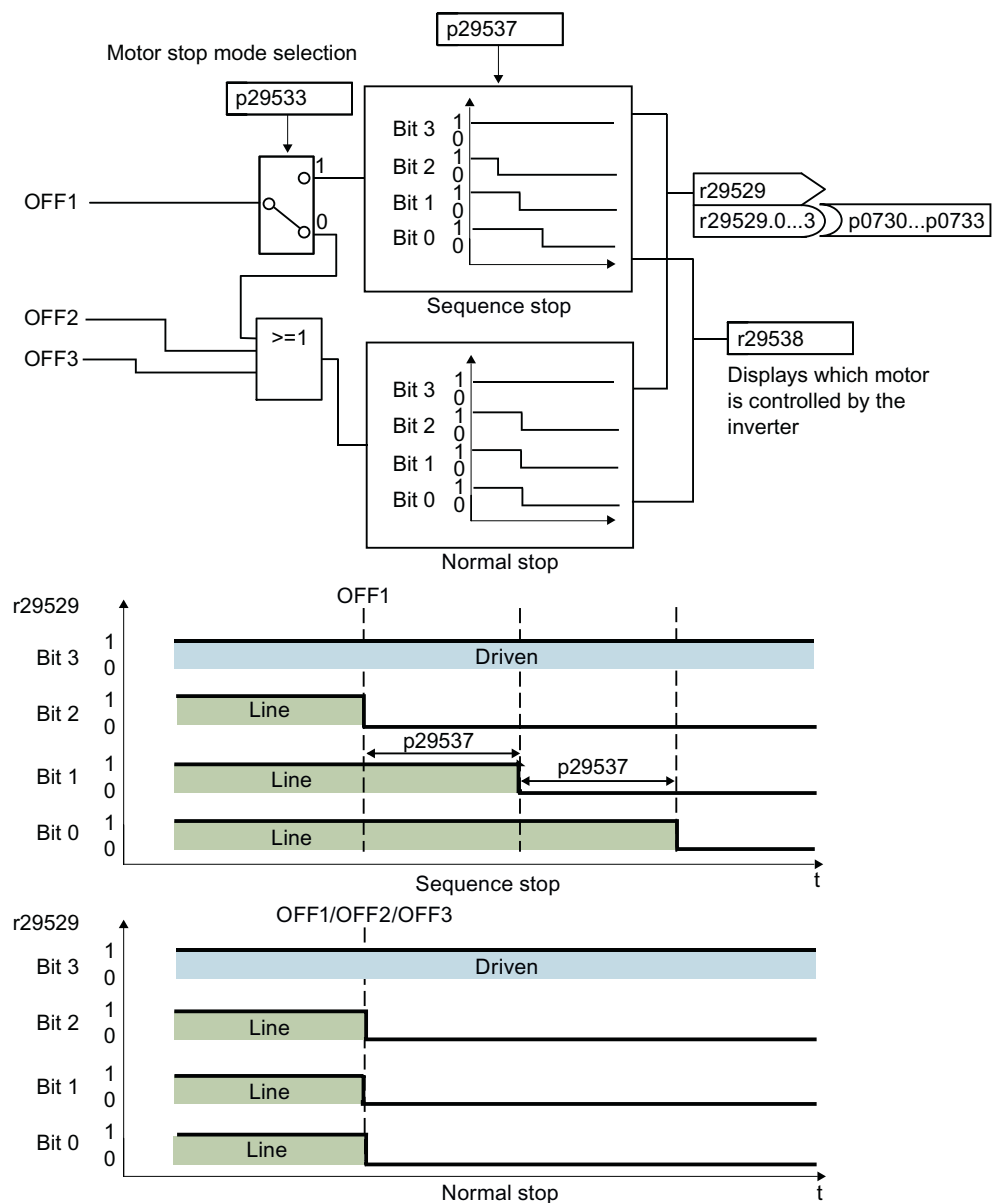 p29537
Motor stop mode selection
p29533
1
0
OFF1
Bit 3 1 0
Bit 2 1 0
Bit 1 1 0
Bit 0 1 0
Sequence stop
r29529
r29529.0...3
p0730...p0733
OFF2
OFF3
>=1
Bit 3 1 0
Bit 2 1 0
Bit 1 1 0
Bit 0 1 0
Normal stop
r29538
Displays which motor
is controlled by the
inverter
r29529
OFF1
Bit 3 1 0 Driven
Bit 2 1 0 Line
p29537
Bit 1 1 0 Line p29537
Bit 0 1 0 Line
Sequence stop
t
r29529
OFF1/OFF2/OFF3
Bit 3 1 0 Driven
Bit 2 1 0 Line
Bit 1 1 0 Line
Bit 0 1 0 Line
Normal stop
t